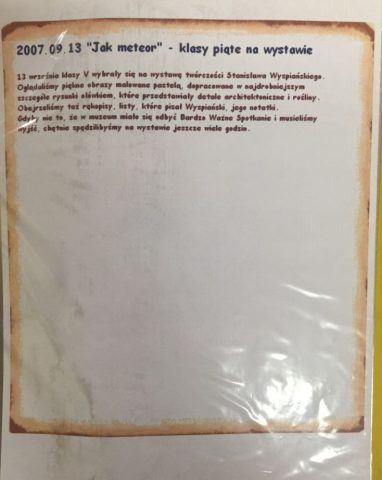 2007.09.13 "Jak meteor" - klasy piąte na wystawie
13 września klasy V wybrały się na wystawę twórczości Stanisława Wyspiańskiego.
Oglądaliśmy piękne obrazy malowane pastelą, dopracowane w najdrobniejszym
szczególe rysunki ołówkiem, które przedstawiały detale architektoniczne i rośliny.
Obejrzeliśmy też rękopisy, listy, które pisał Wyspiański, jego notatki.
Gdyby nie to, że w muzeum miało się odbyć Bardzo Ważne Spotkanie i musieliśmy
wyjść, chętnie spędzilibyśmy na wystawie jeszcze wiele godzin.